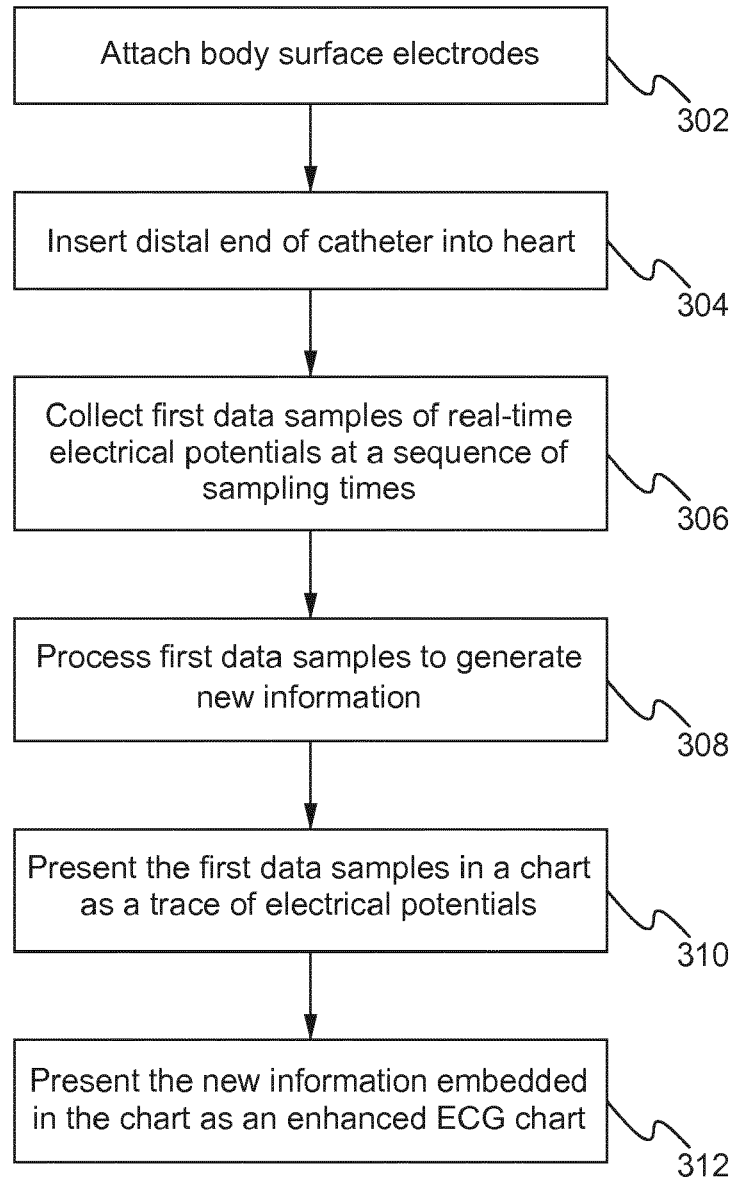 Attach body surface electrodes
302
Insert distal end of catheter into heart
304
Collect first data samples of real-time
electrical potentials at a sequence of
sampling times
306
Process first data samples to generate
new information
308
Present the first data samples in a chart
as a trace of electrical potentials
310
Present the new information embedded
in the chart as an enhanced ECG chart
312